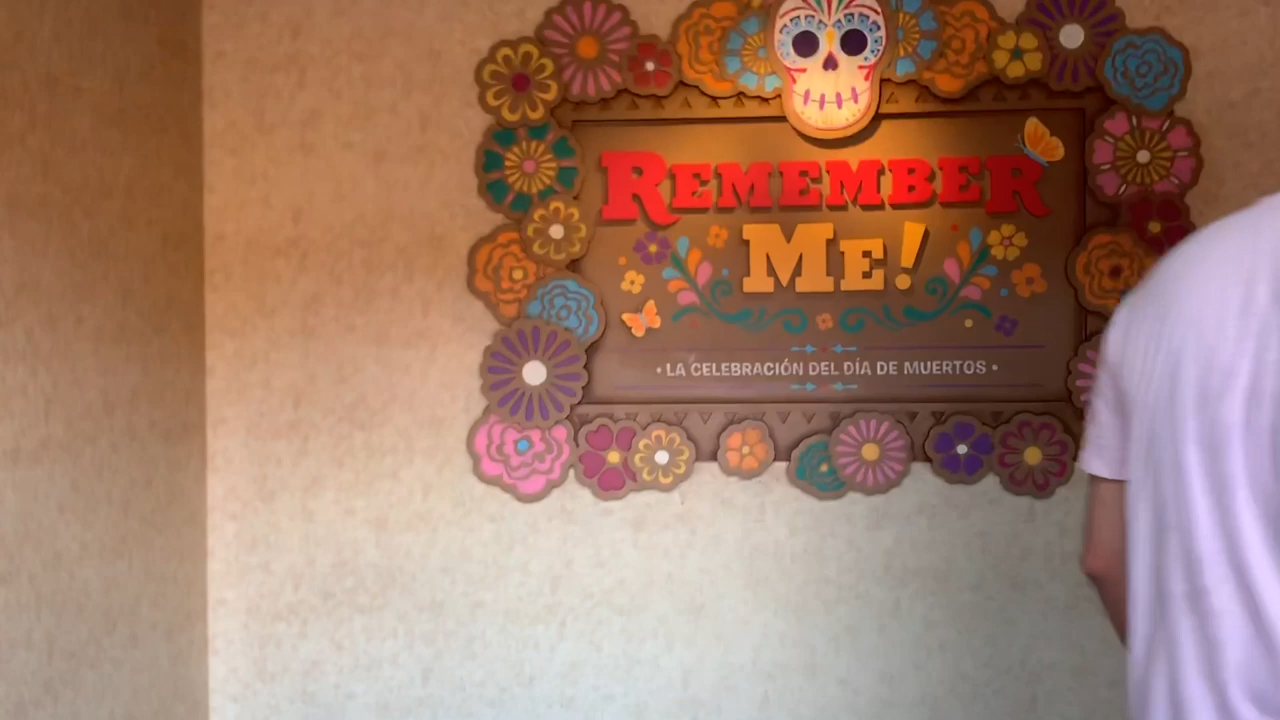 REMEMBER
ME!
• LA CELEBRACIÓN DEL DÍA DE MUERTOS •